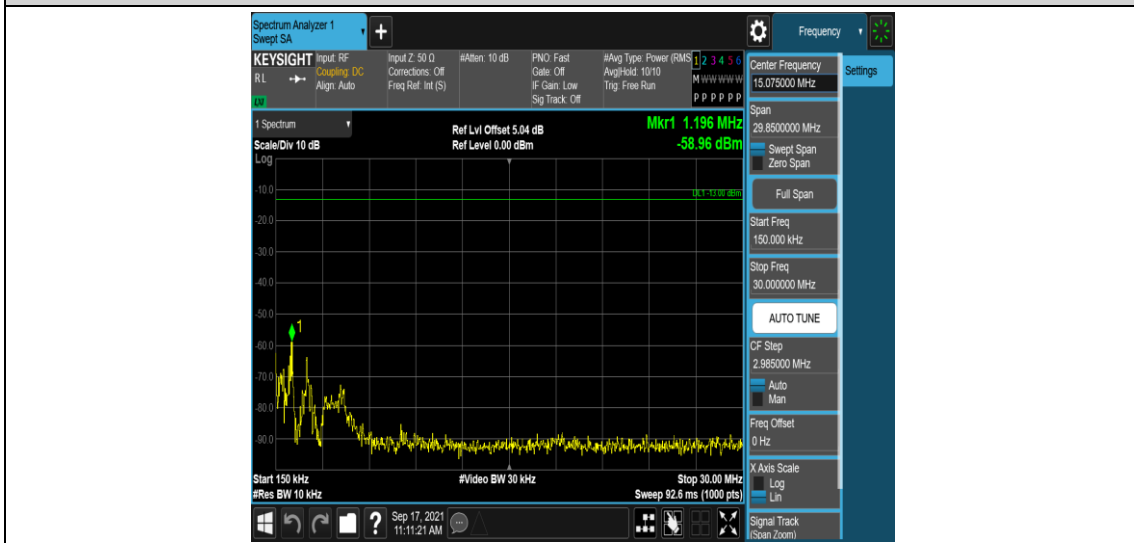 Spectrum Analyzer 1
Swept SA
+
Frequency
KEYSIGHT
RL
Input: RF
Coupling: DC
Align: Auto
Input Z: 50 Ω
Corrections: Off
Freq Ref: Int (S)
#Atten: 10 dB
PNO: Fast
Gate: Off
IF Gain: Low
Sig Track: Off
#Avg Type: Power (RMS
Avg|Hold: 10/10
Trig: Free Run
1 2 3 4 5 6
M W W W W W
P P P P P P
1 Spectrum
Scale/Div 10 dB
Ref Lvl Offset 5.04 dB
Ref Level 0.00 dBm
Mkr1 1.196 MHz
-58.96 dBm
Log
DL1 -13.00 dBm
-10.0
-20.0
-30.0
-40.0
-50.0
1
-60.0
-70.0
-80.0
-90.0
Start 150 kHz
#Video BW 30 kHz
Stop 30.00 MHz
#Res BW 10 kHz
Sweep 92.6 ms (1000 pts)
?
Sep 17, 2021
11:11:21 AM
Center Frequency
15.075000 MHz
Settings
Span
29.8500000 MHz
Swept Span
Zero Span
Full Span
Start Freq
150.000 kHz
Stop Freq
30.000000 MHz
AUTO TUNE
CF Step
2.985000 MHz
Auto
Man
Freq Offset
0 Hz
X Axis Scale
Log
Lin
Signal Track
(Span Zoom)